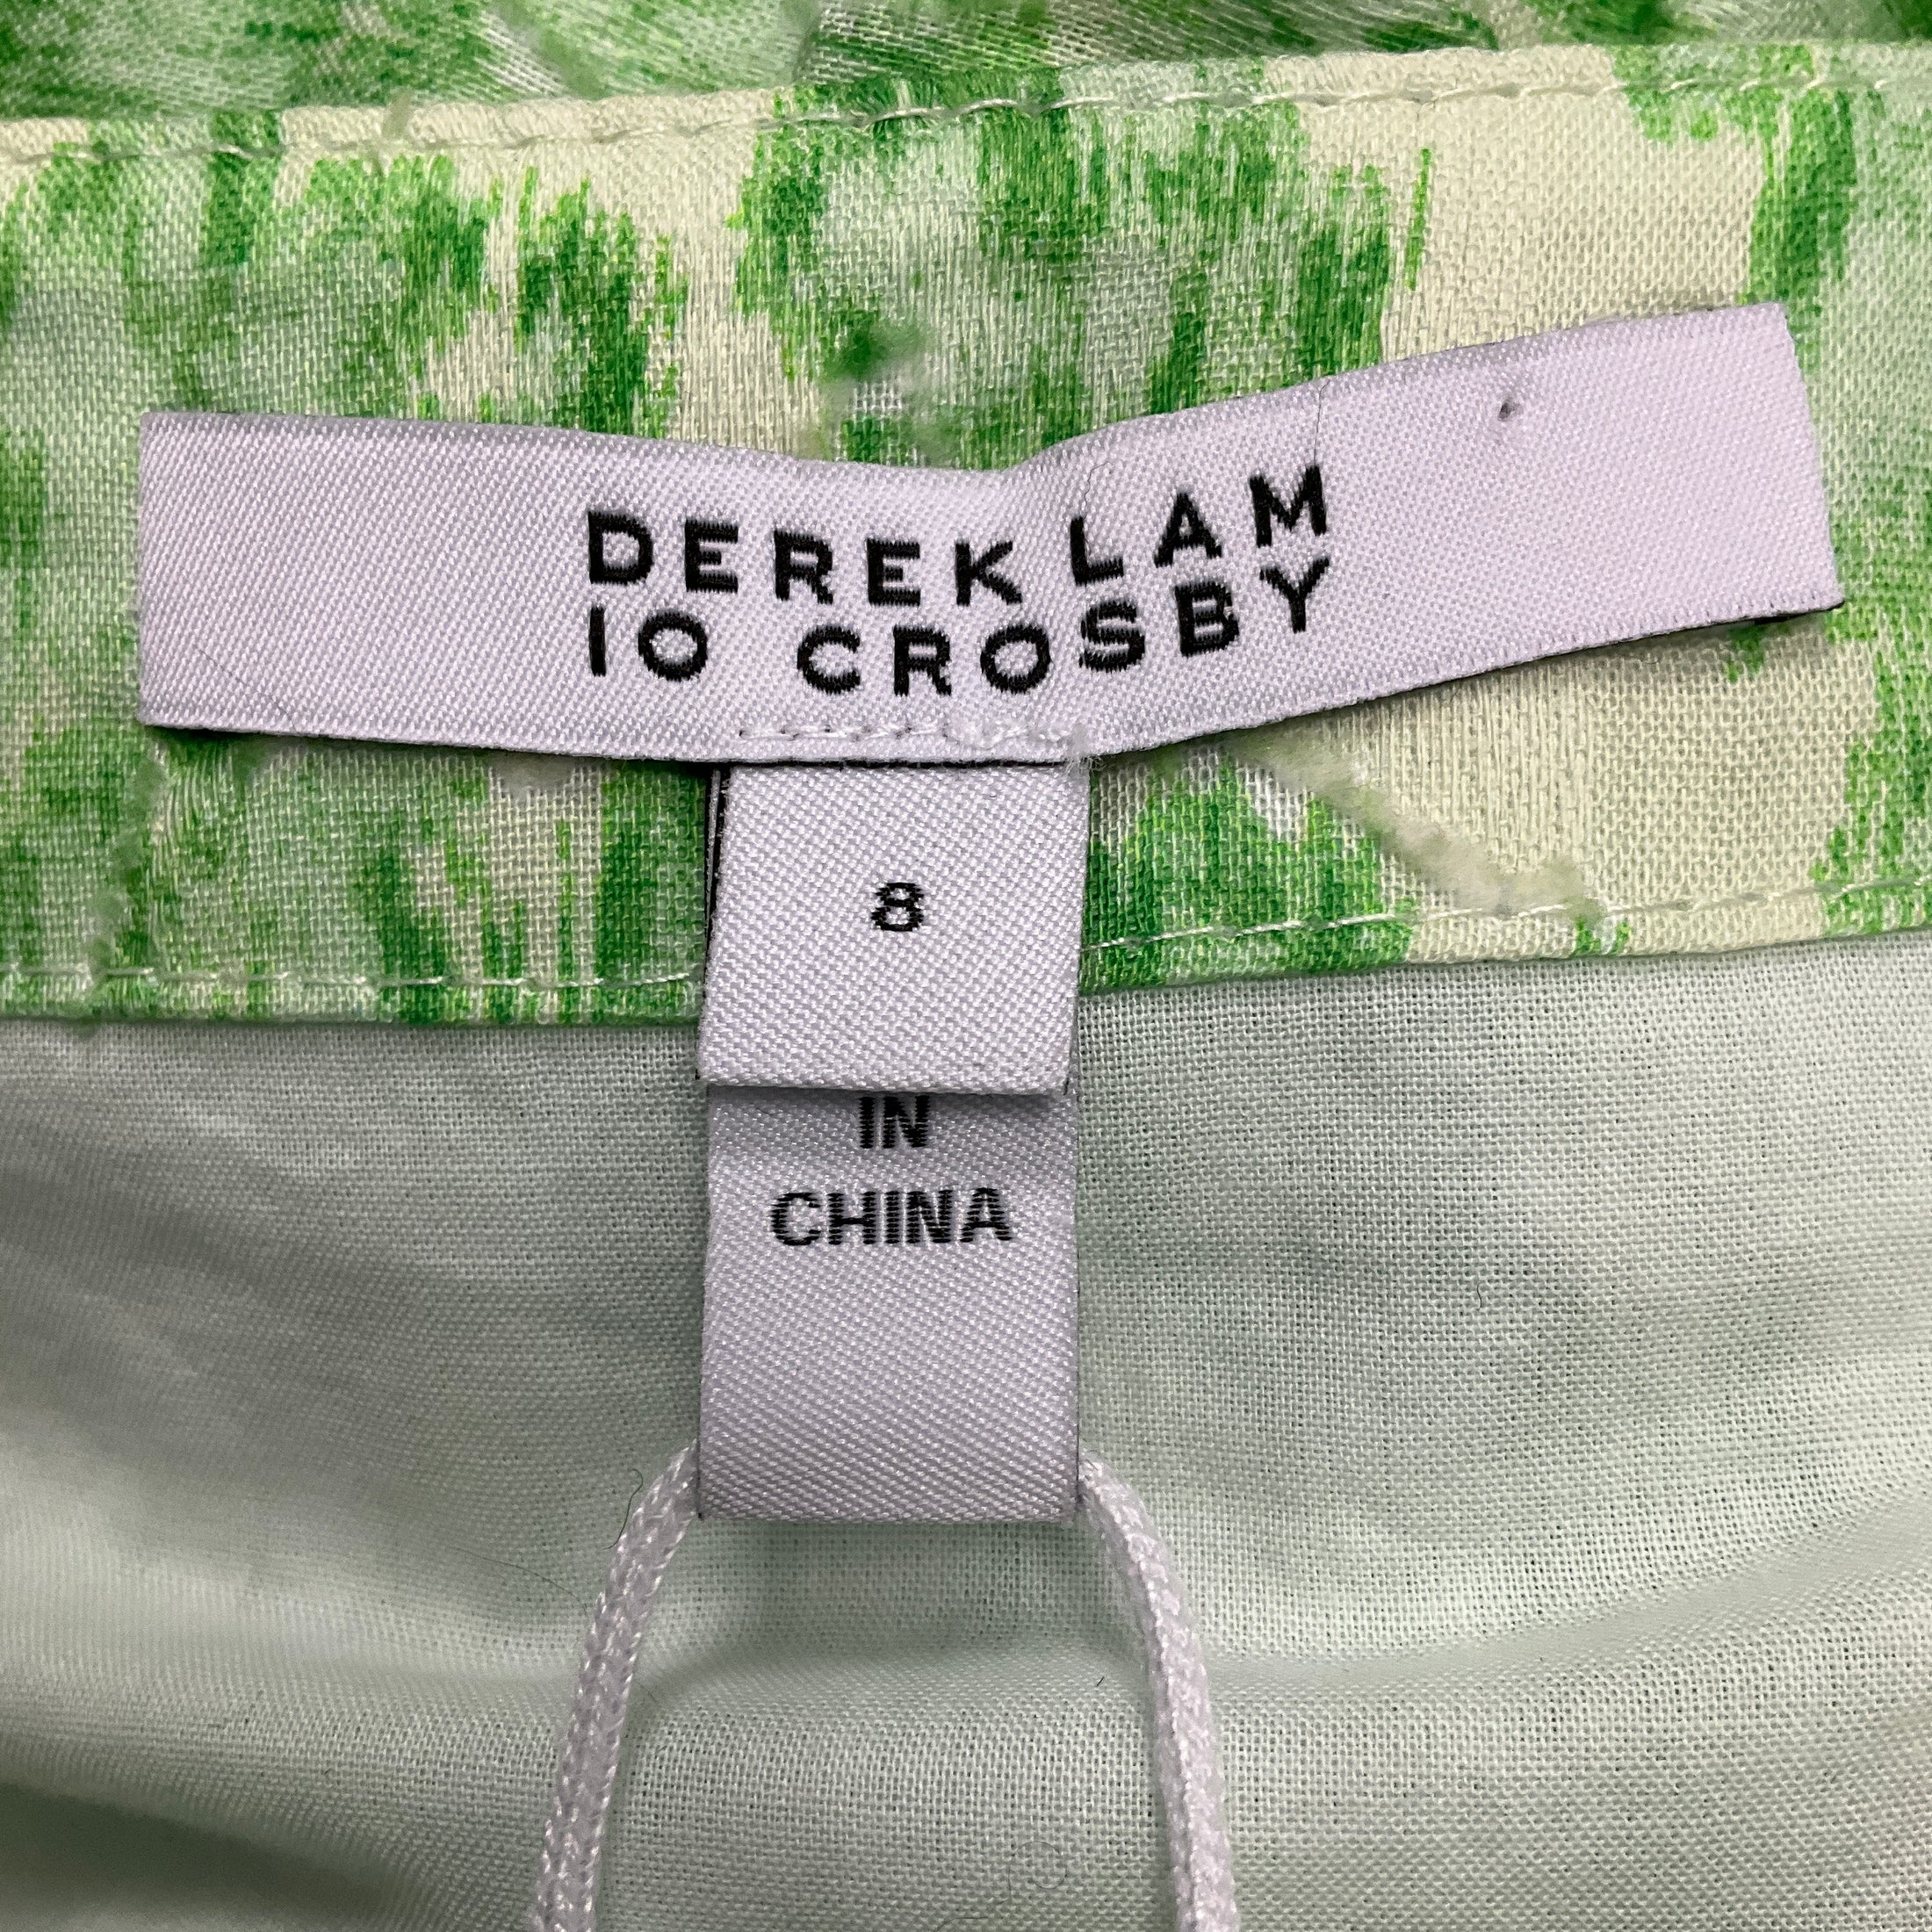 DEREK LAM
10 CROSBY
8
IN
CHINA